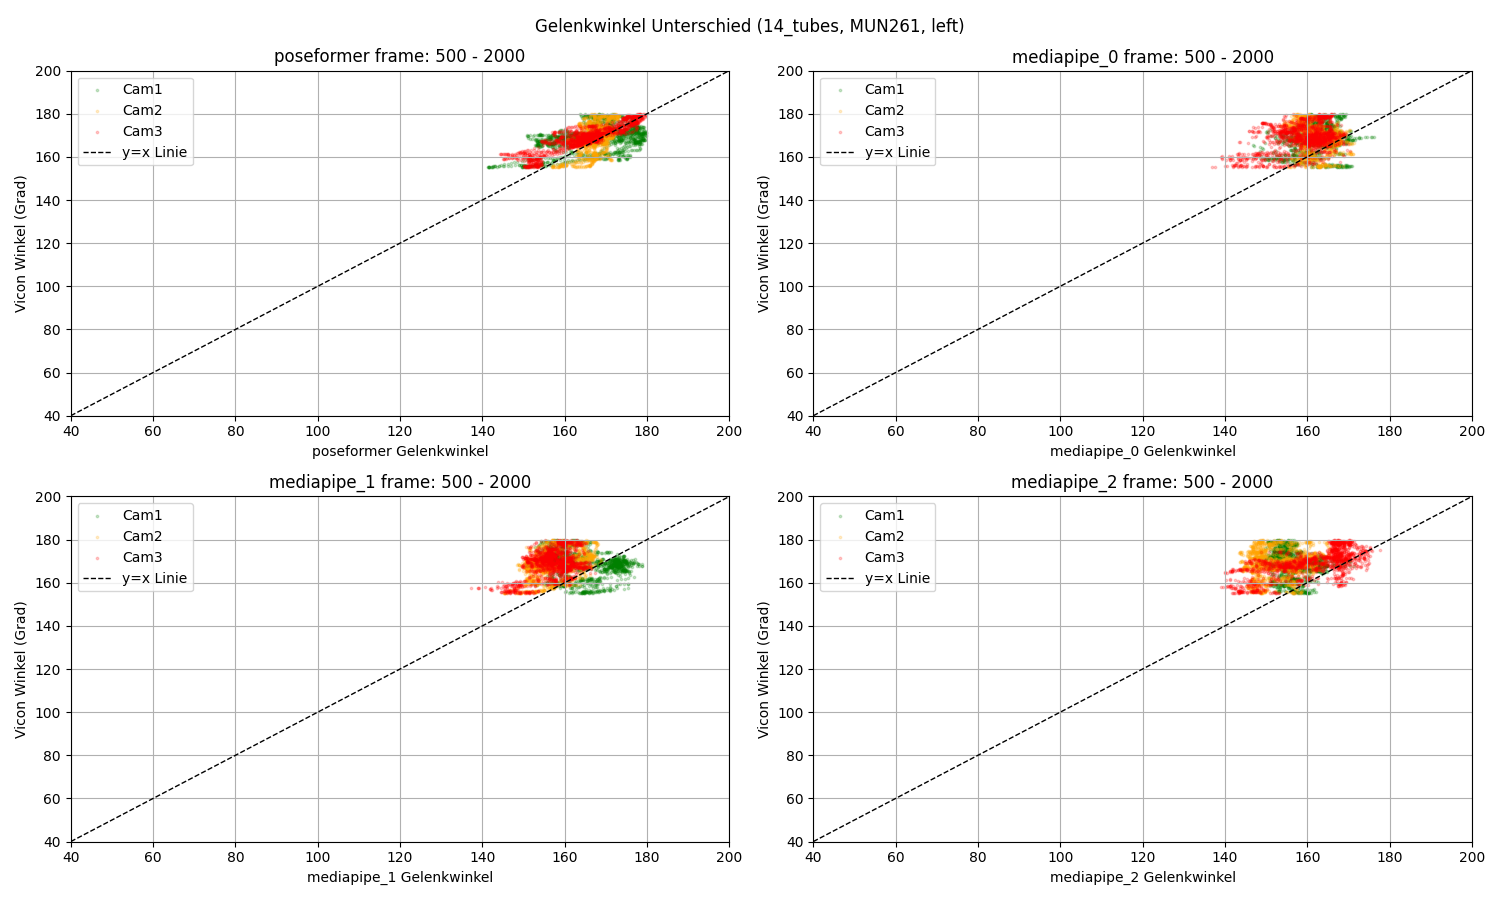 Gelenkwinkel Unterschied (14_tubes, MUN261, left)
poseformer frame: 500 - 2000
200
180
160
140
120
100
80
60
40
Vicon Winkel (Grad)
Cam1
Cam2
Cam3
y=x Linie
40 60 80 100 120 140 160 180 200
poseformer Gelenkwinkel
mediapipe_0 frame: 500 - 2000
200
180
160
140
120
100
80
60
40
Vicon Winkel (Grad)
Cam1
Cam2
Cam3
y=x Linie
40 60 80 100 120 140 160 180 200
mediapipe_0 Gelenkwinkel
mediapipe_1 frame: 500 - 2000
200
180
160
140
120
100
80
60
40
Vicon Winkel (Grad)
Cam1
Cam2
Cam3
y=x Linie
40 60 80 100 120 140 160 180 200
mediapipe_1 Gelenkwinkel
mediapipe_2 frame: 500 - 2000
200
180
160
140
120
100
80
60
40
Vicon Winkel (Grad)
Cam1
Cam2
Cam3
y=x Linie
40 60 80 100 120 140 160 180 200
mediapipe_2 Gelenkwinkel